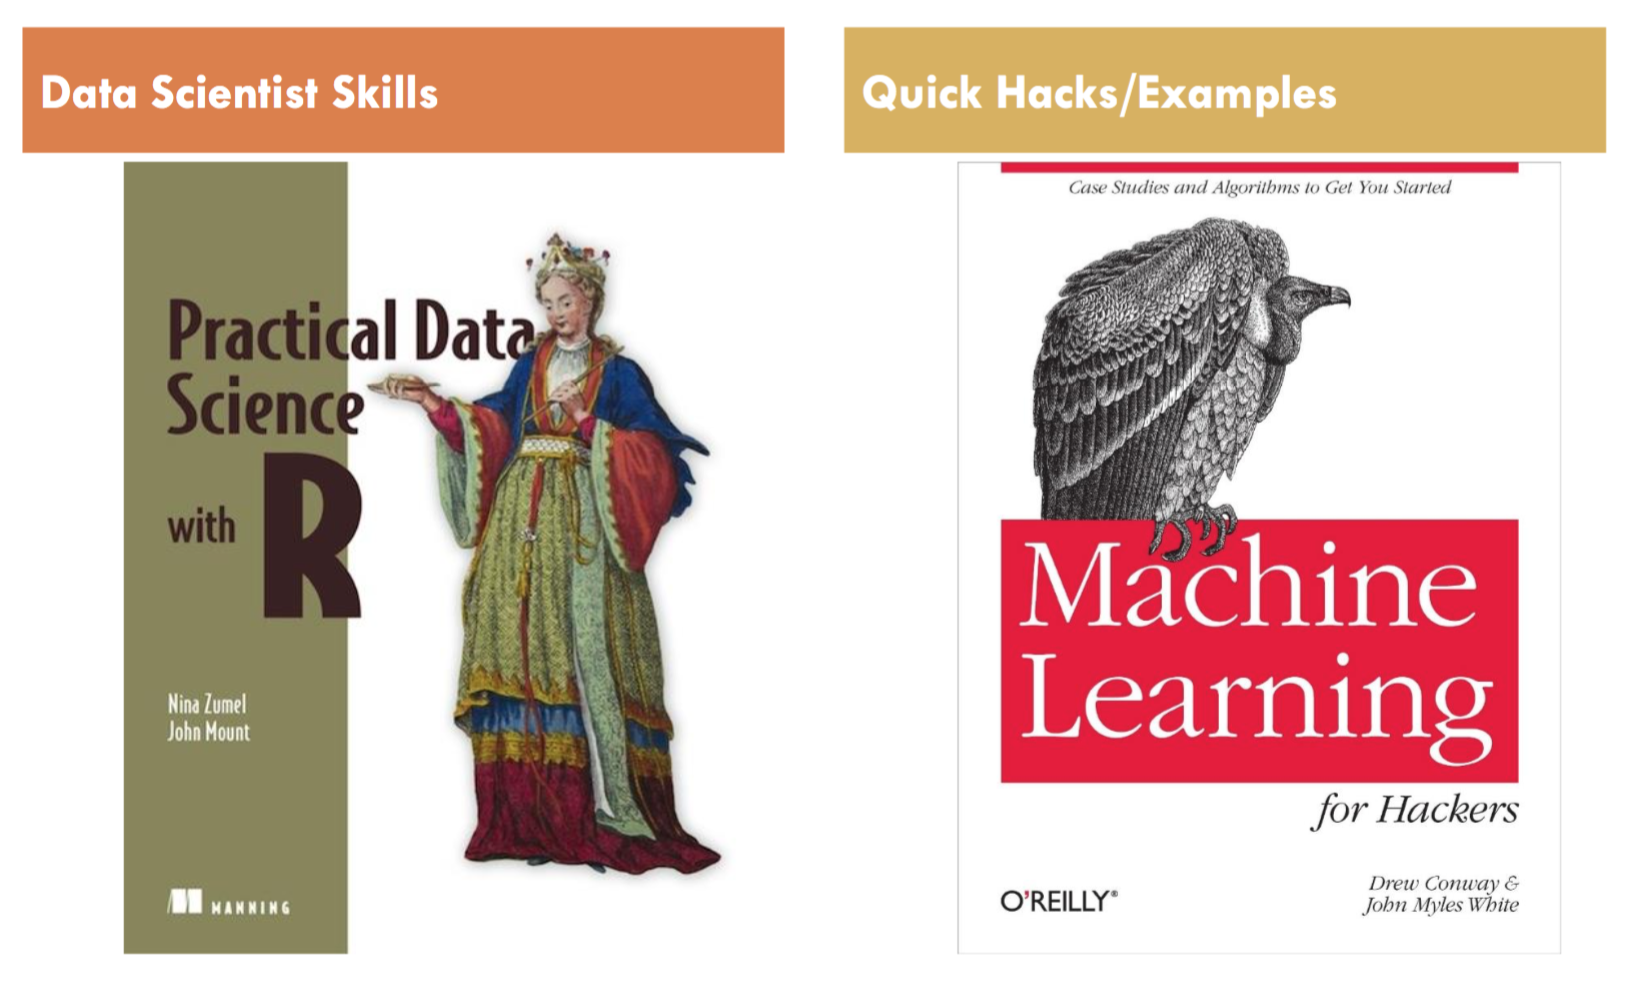 Data Scientist Skills
Practical Data
Science
with R
Nina Zumel
John Mount
MANNING
Quick Hacks/Examples
Case Studies and Algorithms to Get You Started
Machine
Learning
for Hackers
O'REILLY®
Drew Conway &
John Myles White